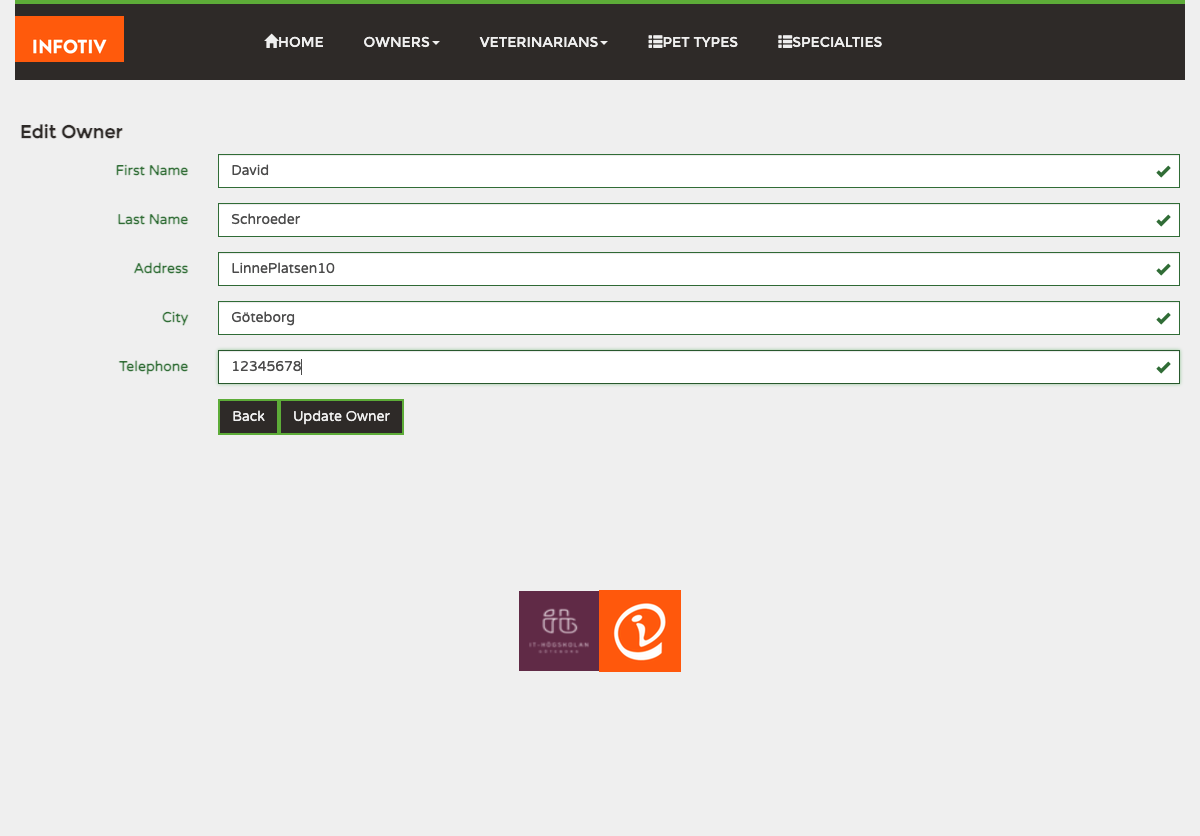 INFOTIV
HOME OWNERS VETERINARIANS PET TYPES SPECIALTIES
Edit Owner
First Name David
Last Name Schroeder
Address LinnePlatsen10
City Göteborg
Telephone 12345678
Back Update Owner
IT-HÖGSKOLAN
GÖTEBORG